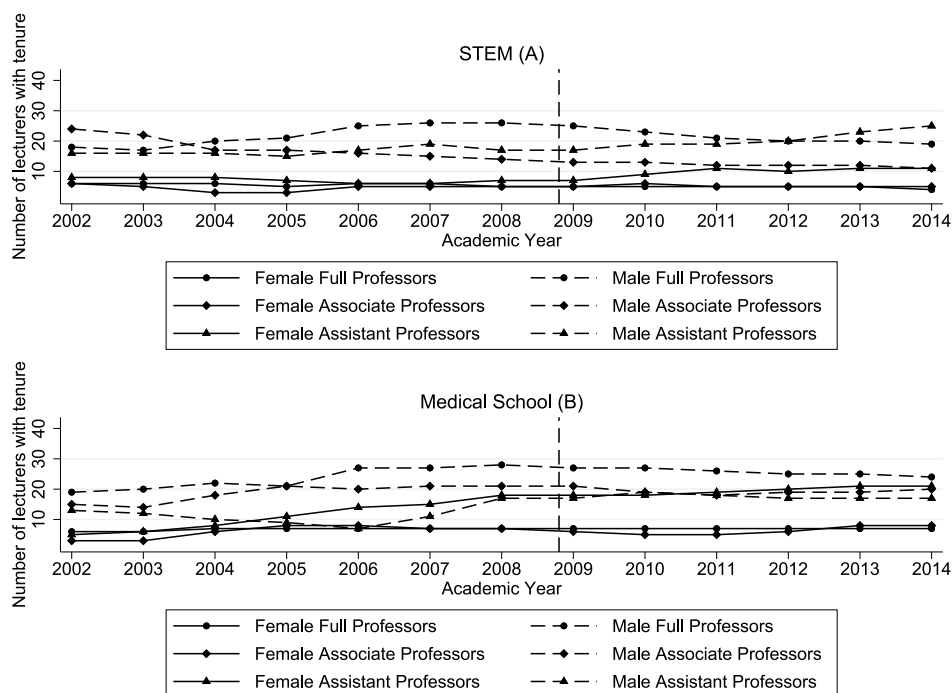 STEM (A)
Number of lecturers with tenure
40
30
20
10
2002 2003 2004 2005 2006 2007 2008 2009 2010 2011 2012 2013 2014
Academic Year
Female Full Professors Male Full Professors
Female Associate Professors Male Associate Professors
Female Assistant Professors Male Assistant Professors
Medical School (B)
Number of lecturers with tenure
40
30
20
10
2002 2003 2004 2005 2006 2007 2008 2009 2010 2011 2012 2013 2014
Academic Year
Female Full Professors Male Full Professors
Female Associate Professors Male Associate Professors
Female Assistant Professors Male Assistant Professors